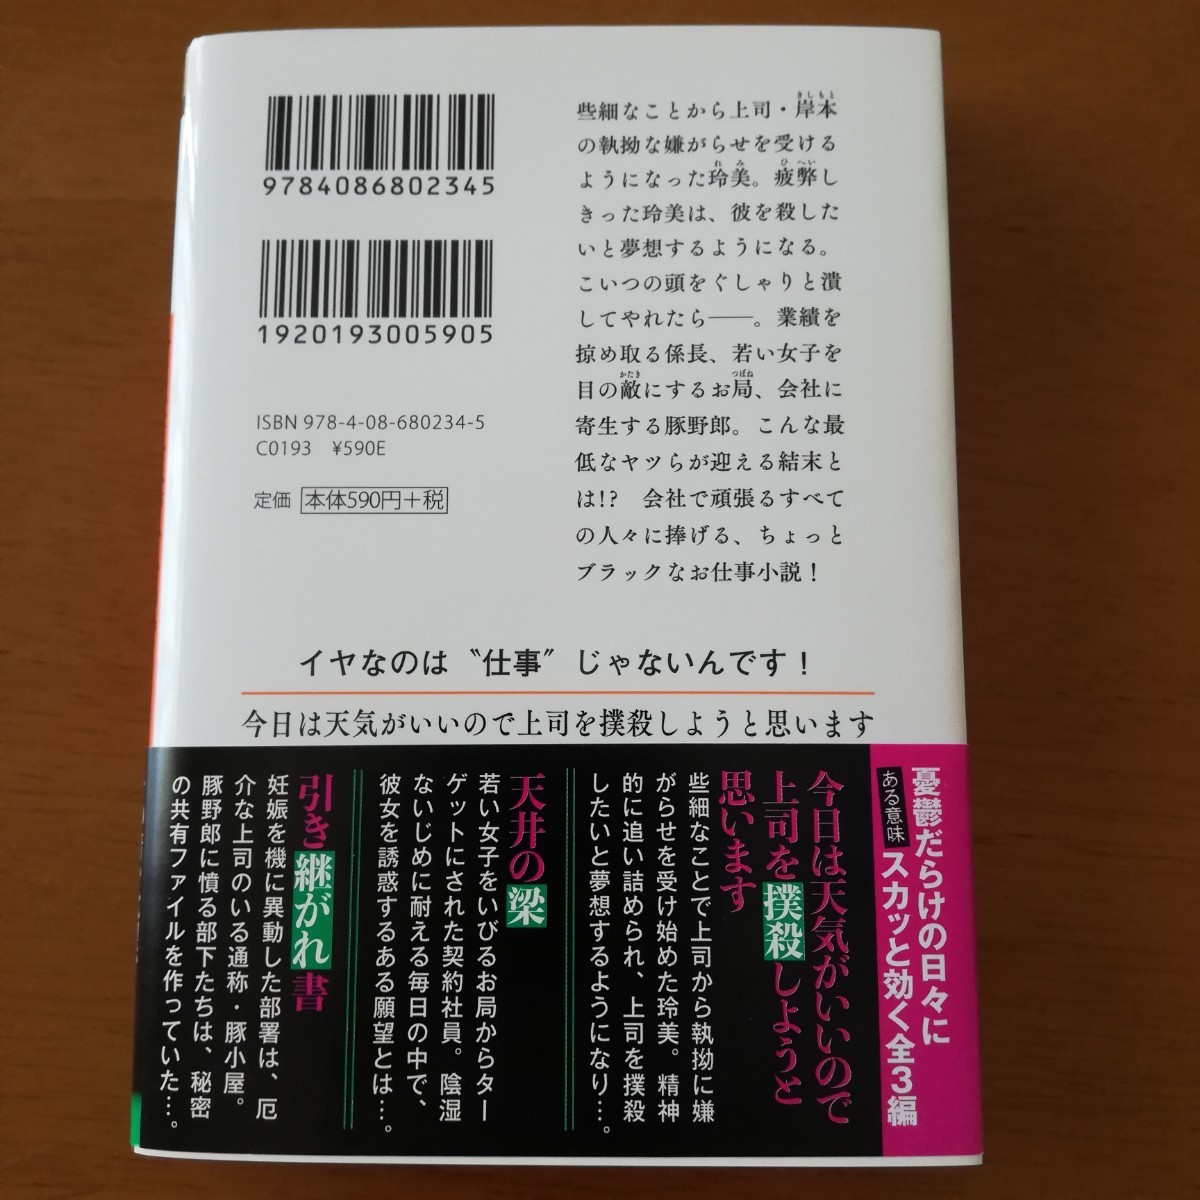 9784086802345
1920193005905
ISBN 978-4-08-680234-5
C0193 ¥590E
定価 本体590円+税
些細なことから上司・岸本
の執拗な嫌がらせを受ける
ようになった玲美。疲弊し
きった玲美は、彼を殺した
いと夢想するようになる。
こいつの頭をぐしゃりと潰
してやれたら――。業績を
掠め取る係長、若い女子を
目の敵にするお局、会社に
寄生する豚野郎。こんな最
低なヤツらが迎える結末と
は!? 会社で頑張るすべて
の人々に捧げる、ちょっと
ブラックなお仕事小説！
きしもと
れみ
ひへい
かたき
つぼね
イヤなのは〝仕事〟じゃないんです！
今日は天気がいいので上司を撲殺しようと思います
憂鬱だらけの日々に
ある意味
スカッと効く全3編
今日は天気がいいので
上司を撲殺しようと
思います
些細なことで上司から執拗に嫌
がらせを受け始めた玲美。精神
的に追い詰められ、上司を撲殺
したいと夢想するようになり…。
天井の梁
若い女子をいびるお局からター
ゲットにされた契約社員。陰湿
ないじめに耐える毎日の中で、
彼女を誘惑するある願望とは…。
引き継がれ書
妊娠を機に異動した部署は、厄
介な上司のいる通称・豚小屋。
豚野郎に憤る部下たちは、秘密
の共有ファイルを作っていた…。